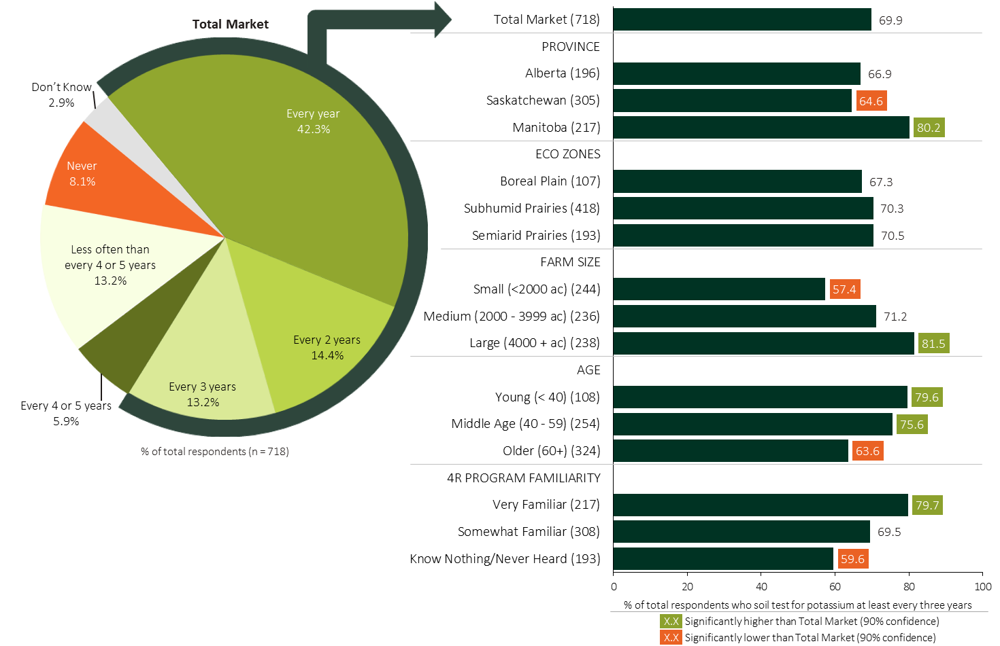 Total Market
Don't Know
2.9%
Every year
42.3%
Never
8.1%
Less often than
every 4 or 5 years
13.2%
Every 2 years
14.4%
Every 3 years
13.2%
Every 4 or 5 years
5.9%
% of total respondents (n = 718)
Total Market (718) 69.9
PROVINCE
Alberta (196) 66.9
Saskatchewan (305) 64.6
Manitoba (217) 80.2
ECO ZONES
Boreal Plain (107) 67.3
Subhumid Prairies (418) 70.3
Semiarid Prairies (193) 70.5
FARM SIZE
Small (<2000 ac) (244) 57.4
Medium (2000 - 3999 ac) (236) 71.2
Large (4000 + ac) (238) 81.5
AGE
Young (< 40) (108) 79.6
Middle Age (40 - 59) (254) 75.6
Older (60+) (324) 63.6
4R PROGRAM FAMILIARITY
Very Familiar (217) 79.7
Somewhat Familiar (308) 69.5
Know Nothing/Never Heard (193) 59.6
0 20 40 60 80 100
% of total respondents who soil test for potassium at least every three years
X.X Significantly higher than Total Market (90% confidence)
X.X Significantly lower than Total Market (90% confidence)